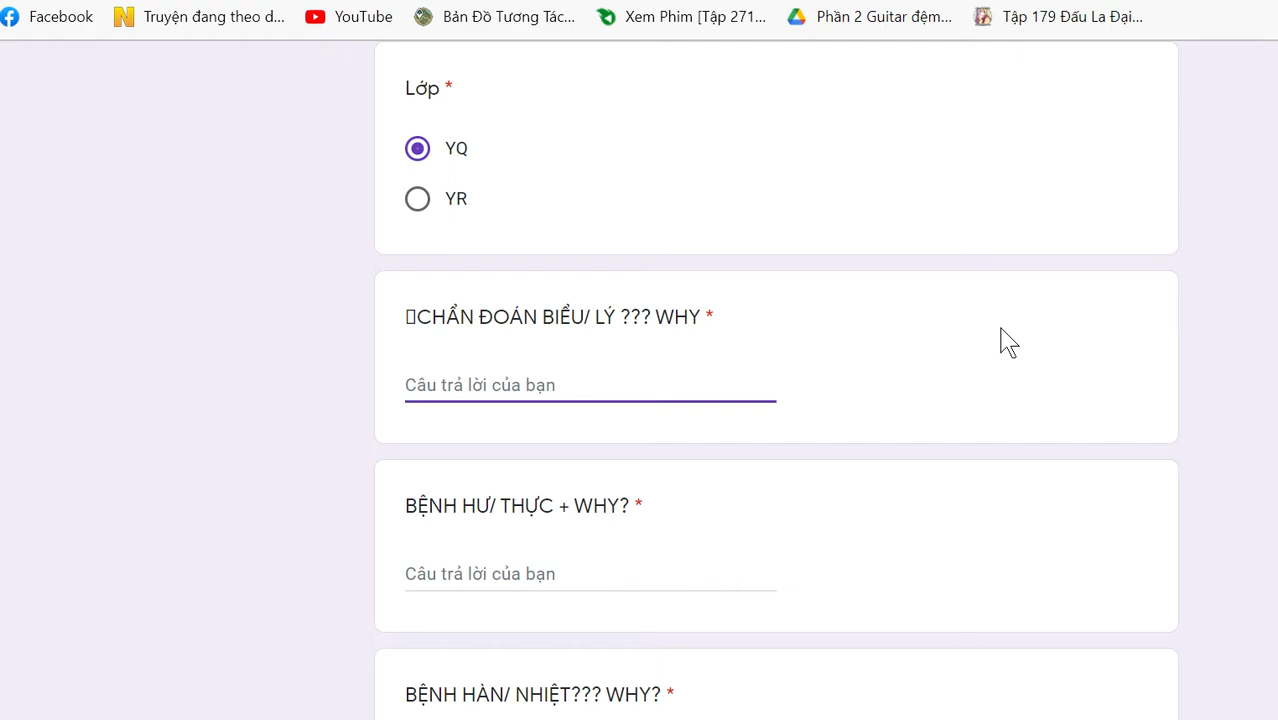 Facebook Truyện đang theo d... YouTube Bản Đồ Tương Tác... Xem Phim [Tập 271... Phần 2 Guitar đệm... Tập 179 Đấu La Đại...
Lớp *
YQ
YR
CHẨN ĐOÁN BIỂU/ LÝ ??? WHY *
Câu trả lời của bạn
BỆNH HƯ/ THỰC + WHY? *
Câu trả lời của bạn
BỆNH HÀN/ NHIỆT??? WHY? *